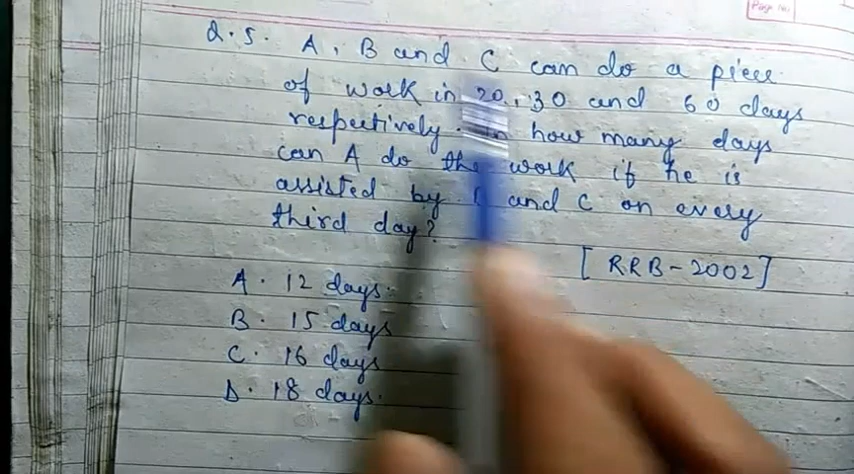 Page No
Q.5. A, B and C can do a piece
of work in 20, 30 and 60 days
respectively. how many days
can A do the work if he is
assisted by and C on every
third day?
[RRB-2002]
A. 12 days.
B. 15 days
C. 16 days
D. 18 days.